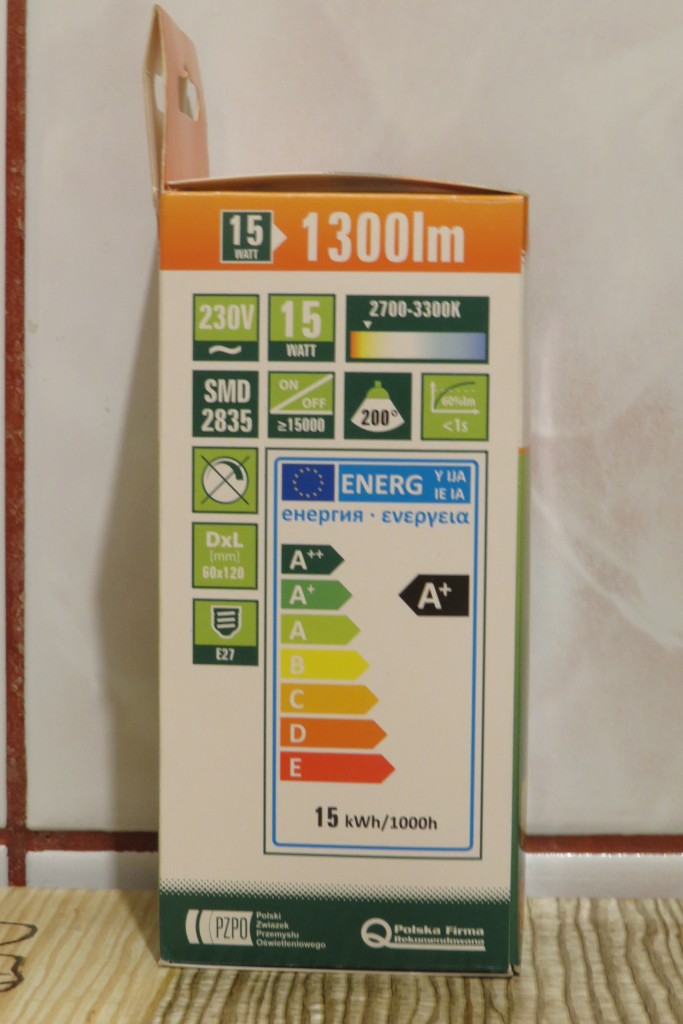 15
WATT
1300lm
230V
15
WATT
2700-3300K
SMD
2835
ON
OFF
≥15000
200°
60%lm
<1s
DxL
[mm]
60x120
E27
ENERG
Y IJA
IE IA
енергия · ενεργεια
A++
A+
A
B
C
D
E
A+
15 kWh/1000h
PZPO
Polski
Związek
Przemysłu
Oświetleniowego
Q Polska Firma
Rekomendowana